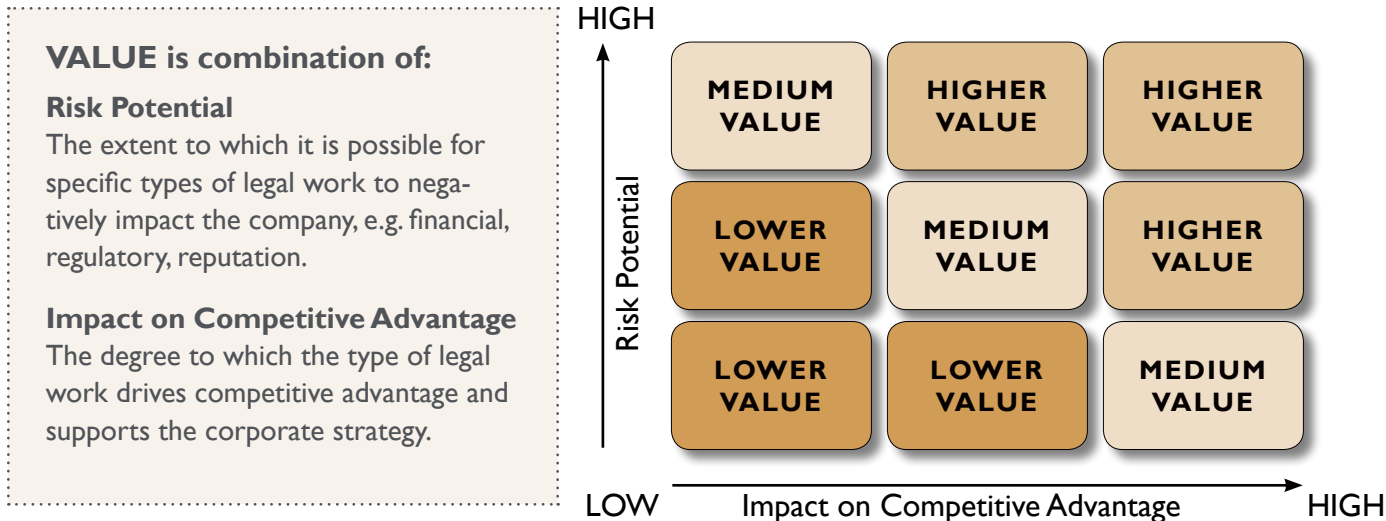 VALUE is combination of:
Risk Potential
The extent to which it is possible for
specific types of legal work to nega-
tively impact the company, e.g. financial,
regulatory, reputation.
Impact on Competitive Advantage
The degree to which the type of legal
work drives competitive advantage and
supports the corporate strategy.
HIGH
Risk Potential
MEDIUM
VALUE
HIGHER
VALUE
HIGHER
VALUE
LOWER
VALUE
MEDIUM
VALUE
HIGHER
VALUE
LOWER
VALUE
LOWER
VALUE
MEDIUM
VALUE
LOW
Impact on Competitive Advantage
HIGH